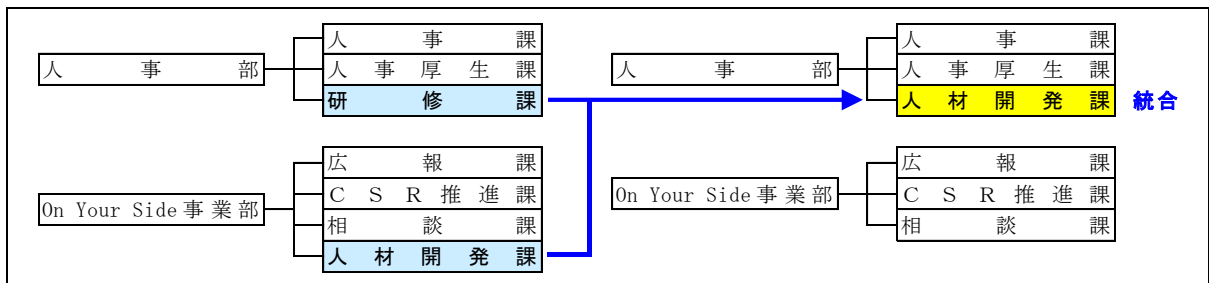 人事部
人事課
人事厚生課
研修課
On Your Side事業部
広報課
CSR推進課
相談課
人材開発課
人事部
人事課
人事厚生課
人材開発課
統合
On Your Side事業部
広報課
CSR推進課
相談課